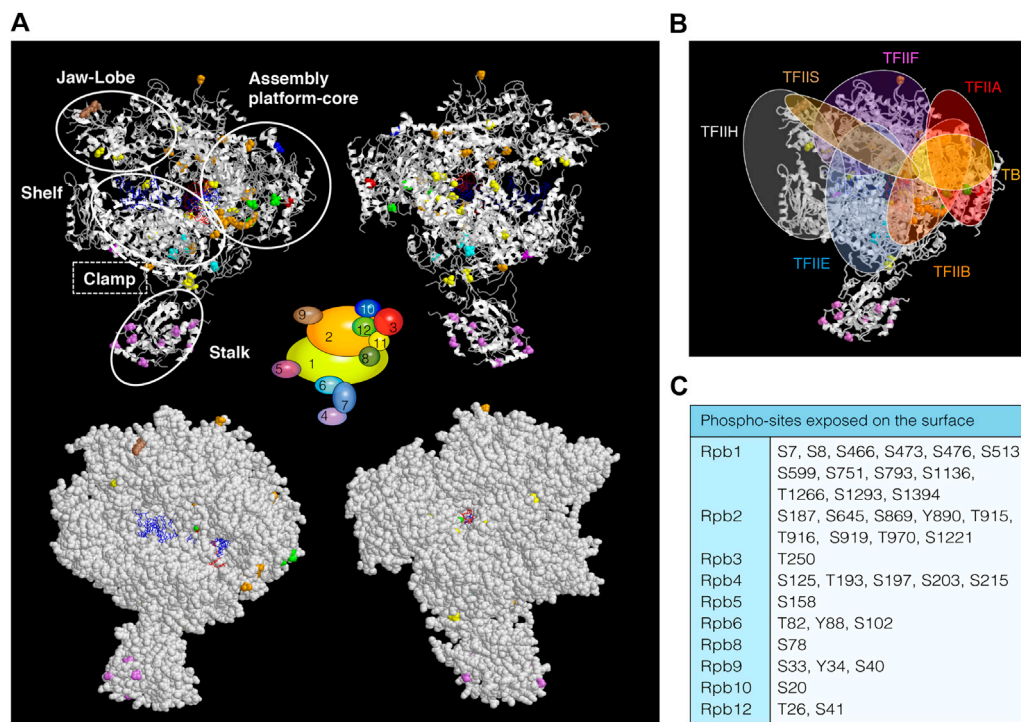 A
Jaw-Lobe
Assembly
platform-core
Shelf
Clamp
Stalk
9
10
3
12
2
11
8
1
5
6
7
4
B
TFIIF
TFIIS
TFIIA
TFIIH
TB
TFIIE
TFIIB
C
Phospho-sites exposed on the surface
Rpb1 S7, S8, S466, S473, S476, S513
S599, S751, S793, S1136,
T1266, S1293, S1394
Rpb2 S187, S645, S869, Y890, T915,
T916, S919, T970, S1221
Rpb3 T250
Rpb4 S125, T193, S197, S203, S215
Rpb5 S158
Rpb6 T82, Y88, S102
Rpb8 S78
Rpb9 S33, Y34, S40
Rpb10 S20
Rpb12 T26, S41